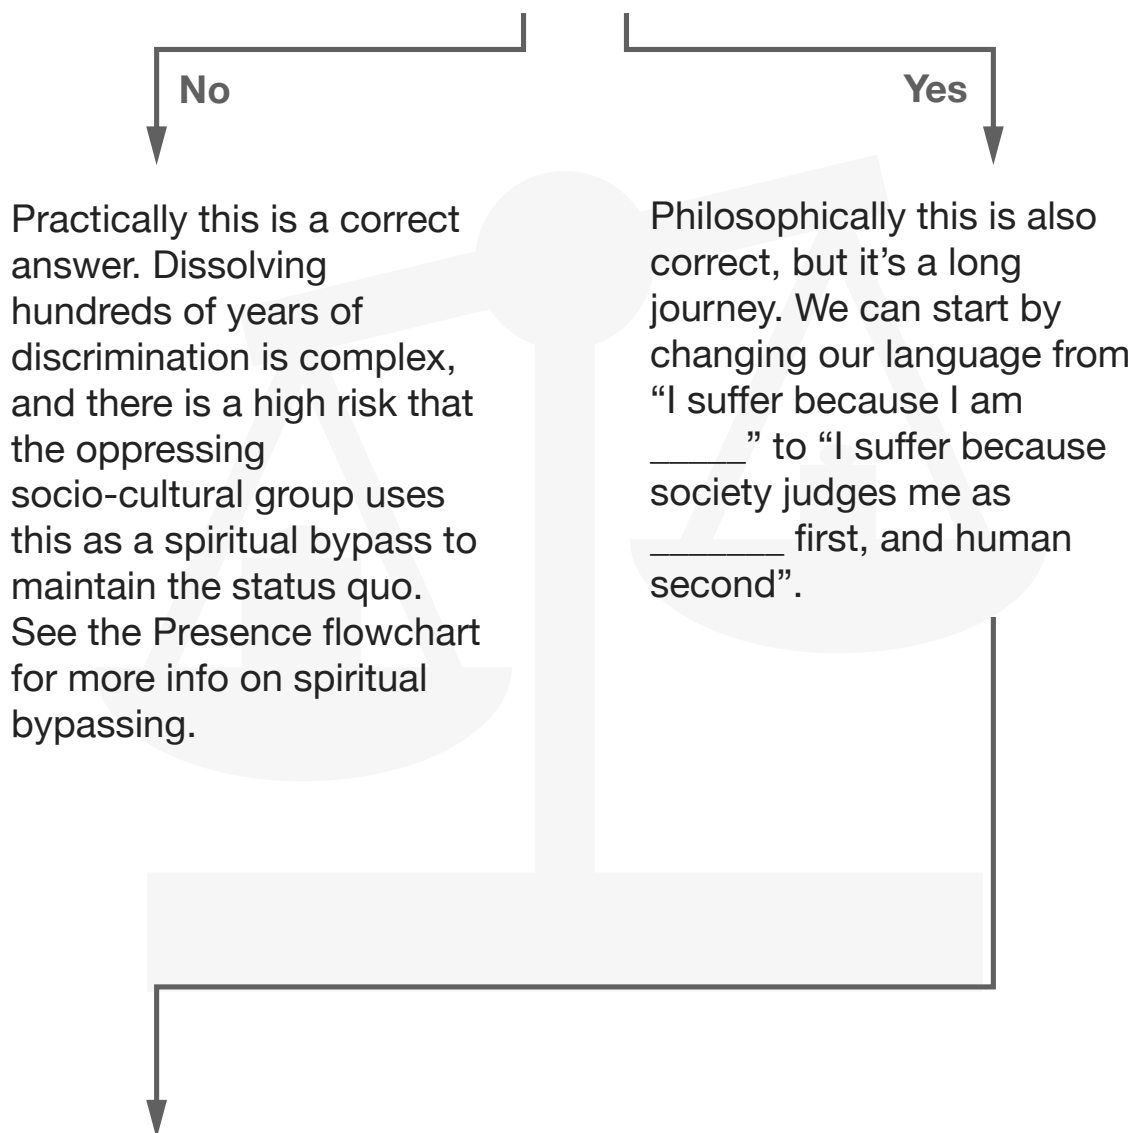 No
Practically this is a correct
answer. Dissolving
hundreds of years of
discrimination is complex,
and there is a high risk that
the oppressing
socio-cultural group uses
this as a spiritual bypass to
maintain the status quo.
See the Presence flowchart
for more info on spiritual
bypassing.
Yes
Philosophically this is also
correct, but it’s a long
journey. We can start by
changing our language from
“I suffer because I am
_____” to “I suffer because
society judges me as
_______ first, and human
second”.